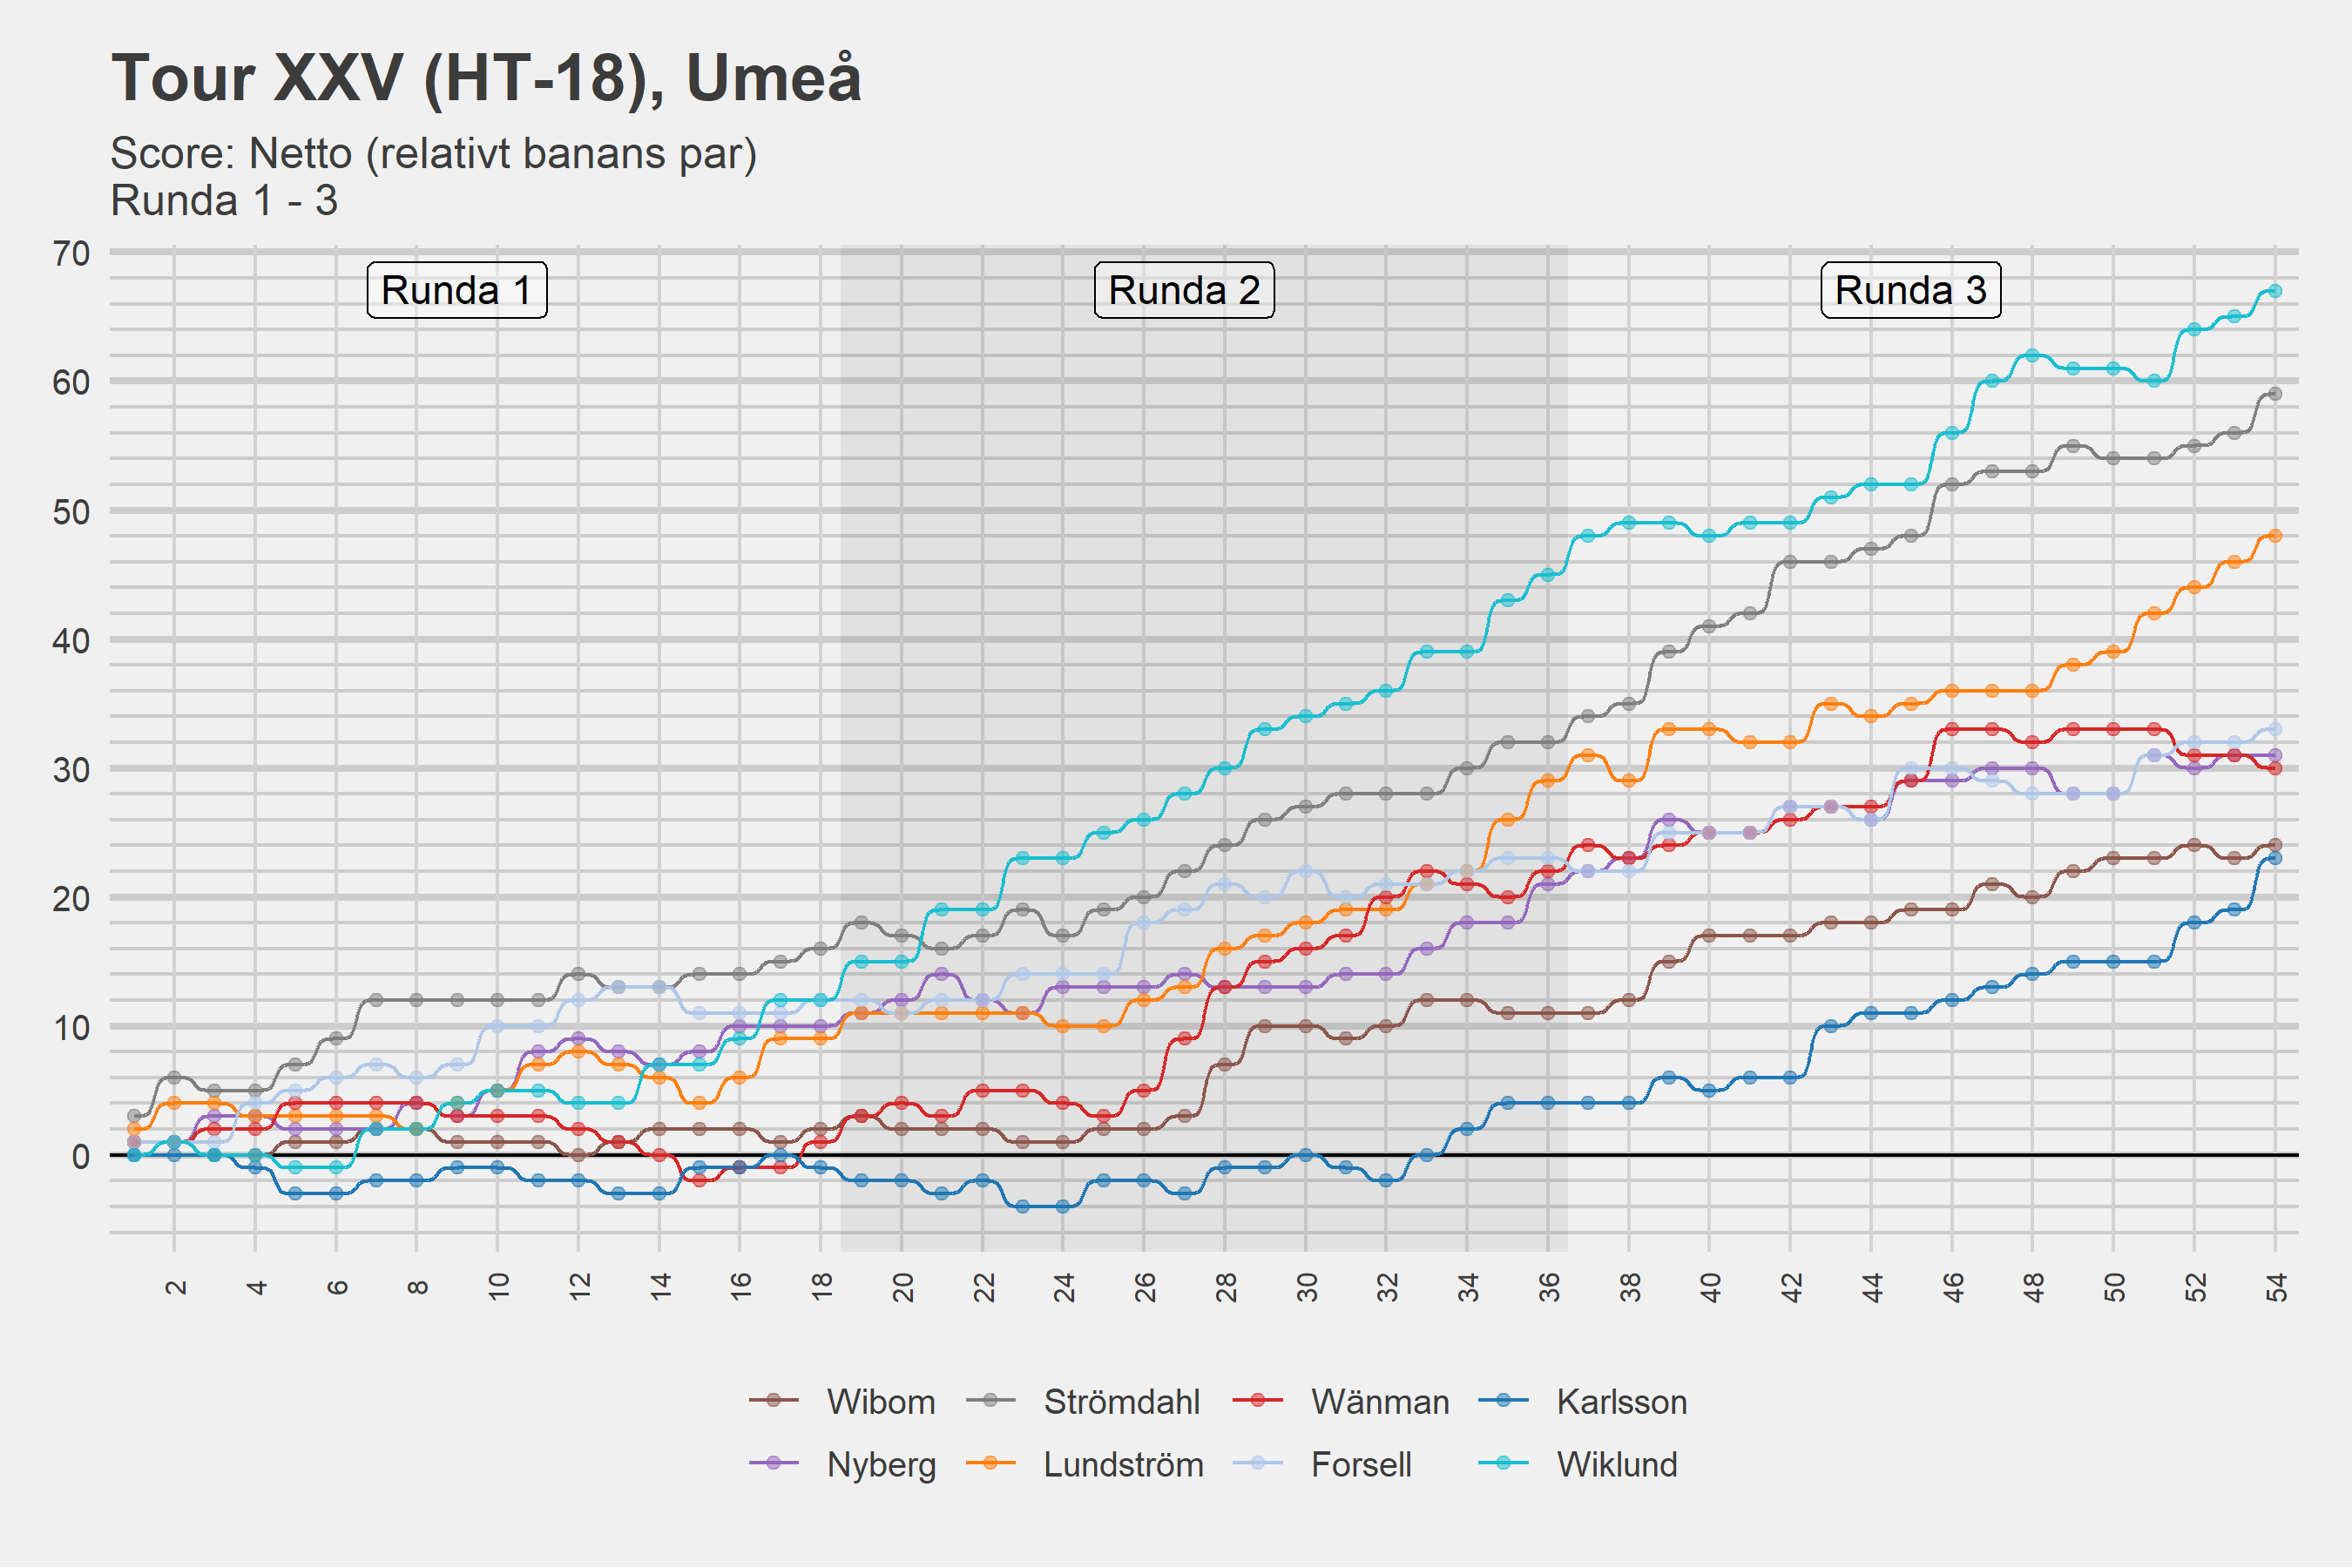 Tour XXV (HT-18), Umeå
Score: Netto (relativt banans par)
Runda 1 - 3
70
60
50
40
30
20
10
0
Runda 1
Runda 2
Runda 3
2 4 6 8 10 12 14 16 18 20 22 24 26 28 30 32 34 36 38 40 42 44 46 48 50 52 54
Wibom Strömdahl Wänman Karlsson
Nyberg Lundström Forsell Wiklund